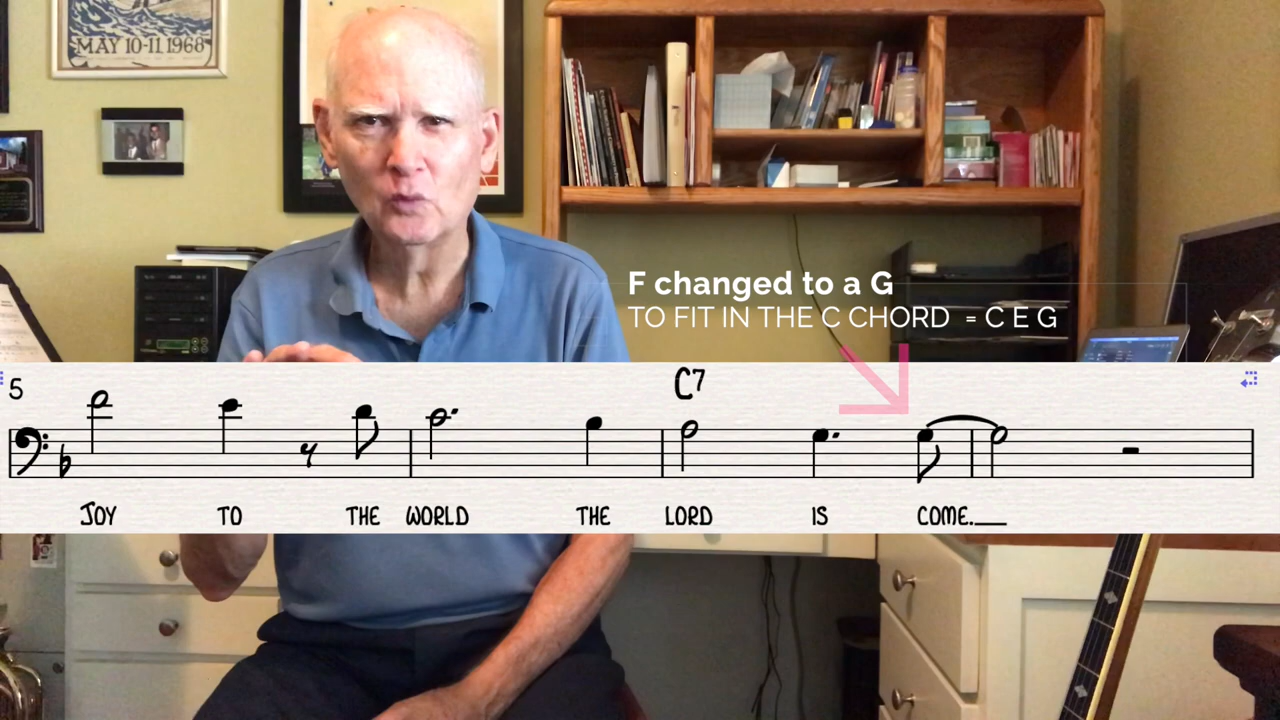 MAY 10-11 1968
F changed to a G
TO FIT IN THE C CHORD = C E G
5
C7
JOY TO THE WORLD THE LORD IS COME.